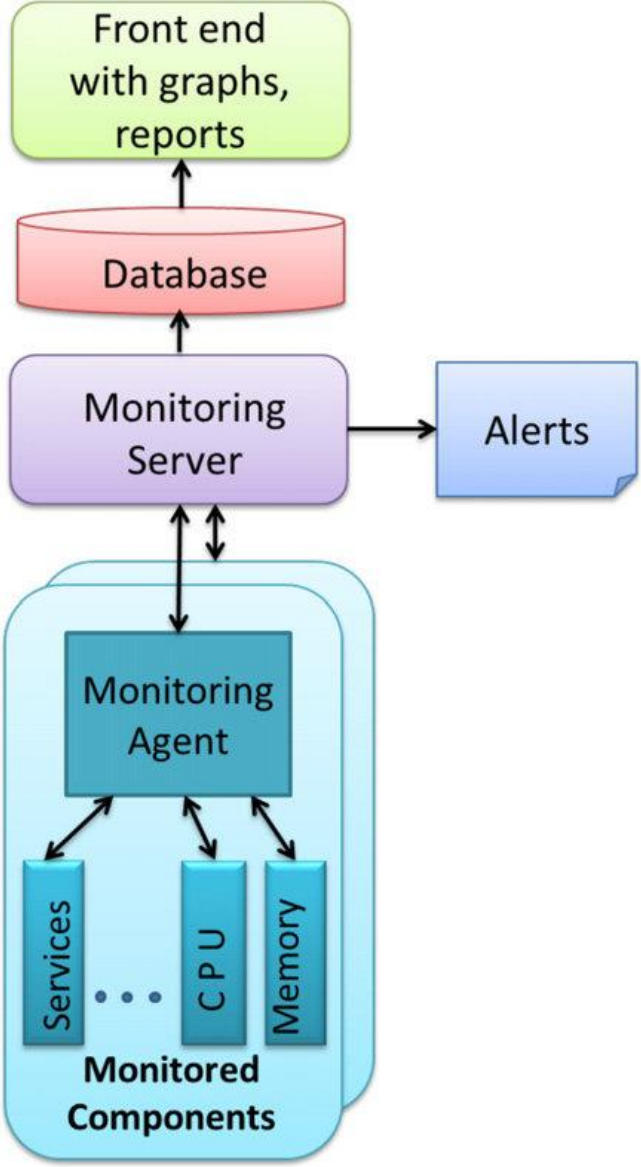 Front end
with graphs,
reports
Database
Monitoring
Server
Alerts
Monitoring
Agent
Services
...
C P U
Memory
Monitored
Components